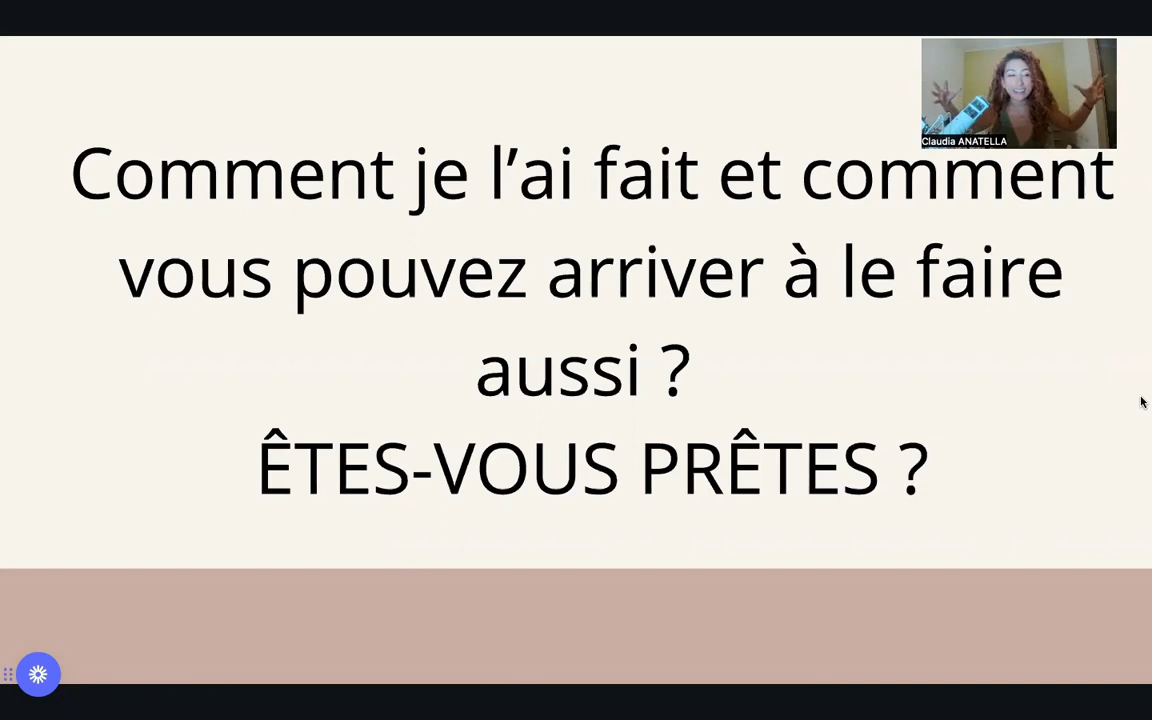 Claudia ANATELLA
Comment je l’ai fait et comment
vous pouvez arriver à le faire
aussi ?
ÊTES-VOUS PRÊTES ?